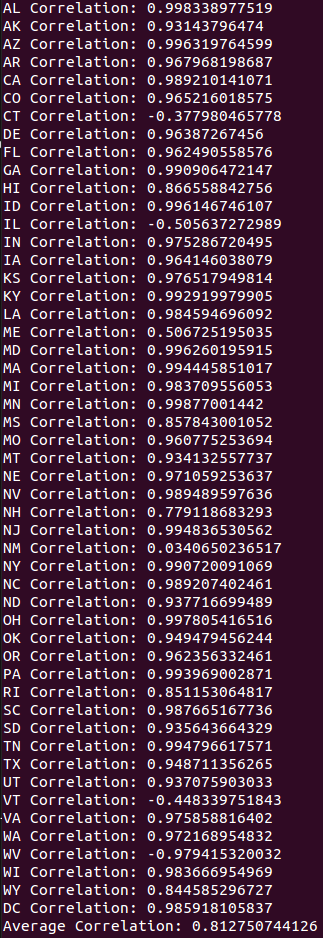 AL Correlation: 0.998338977519
AK Correlation: 0.93143796474
AZ Correlation: 0.996319764599
AR Correlation: 0.967968198687
CA Correlation: 0.989210141071
CO Correlation: 0.965216018575
CT Correlation: -0.377980465778
DE Correlation: 0.96387267456
FL Correlation: 0.962490558576
GA Correlation: 0.990906472147
HI Correlation: 0.866558842756
ID Correlation: 0.996146746107
IL Correlation: -0.505637272989
IN Correlation: 0.975286720495
IA Correlation: 0.964146038079
KS Correlation: 0.976517949814
KY Correlation: 0.992919979905
LA Correlation: 0.984594696092
ME Correlation: 0.506725195035
MD Correlation: 0.996260195915
MA Correlation: 0.994445851017
MI Correlation: 0.983709556053
MN Correlation: 0.99877001442
MS Correlation: 0.857843001052
MO Correlation: 0.960775253694
MT Correlation: 0.934132557737
NE Correlation: 0.971059253637
NV Correlation: 0.989489597636
NH Correlation: 0.779118683293
NJ Correlation: 0.994836530562
NM Correlation: 0.0340650236517
NY Correlation: 0.990720091069
NC Correlation: 0.989207402461
ND Correlation: 0.937716699489
OH Correlation: 0.997805416516
OK Correlation: 0.949479456244
OR Correlation: 0.962356332461
PA Correlation: 0.993969002871
RI Correlation: 0.851153064817
SC Correlation: 0.987665167736
SD Correlation: 0.935643664329
TN Correlation: 0.994796617571
TX Correlation: 0.948711356265
UT Correlation: 0.937075903033
VT Correlation: -0.448339751843
VA Correlation: 0.975858816402
WA Correlation: 0.972168954832
WV Correlation: -0.979415320032
WI Correlation: 0.983666954969
WY Correlation: 0.844585296727
DC Correlation: 0.985918105837
Average Correlation: 0.812750744126